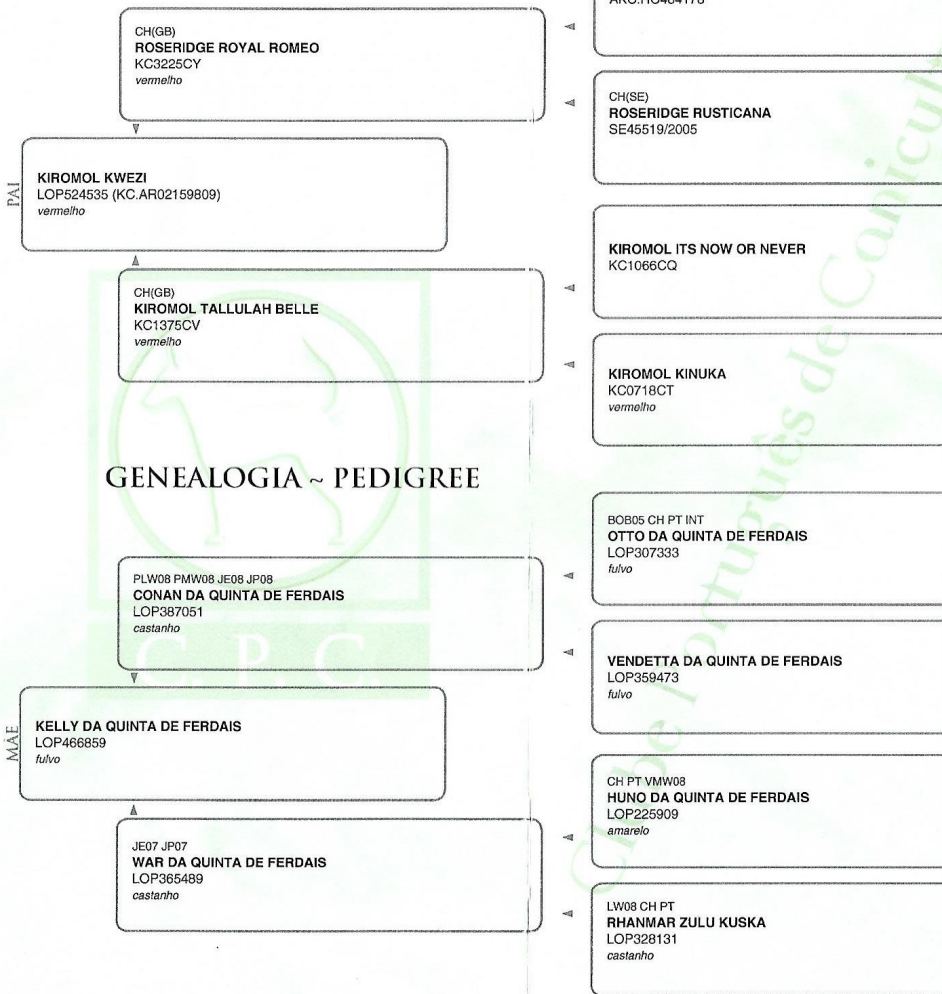 CH(GB)
ROSERIDGE ROYAL ROMEO
KC3225CY
vermelho
CH(SE)
ROSERIDGE RUSTICANA
SE45519/2005
PAI
KIROMOL KWEZI
LOP524535 (KC.AR02159809)
vermelho
KIROMOL ITS NOW OR NEVER
KC1066CQ
CH(GB)
KIROMOL TALLULAH BELLE
KC1375CV
vermelho
KIROMOL KINUKA
KC0718CT
vermelho
GENEALOGIA ~ PEDIGREE
BOB05 CH PT INT
OTTO DA QUINTA DE FERDAIS
LOP307333
fulvo
PLW08 PMW08 JE08 JP08
CONAN DA QUINTA DE FERDAIS
LOP387051
castanho
C. P. C.
VENDETTA DA QUINTA DE FERDAIS
LOP359473
fulvo
MÃE
KELLY DA QUINTA DE FERDAIS
LOP466859
fulvo
CH PT VMW08
HUNO DA QUINTA DE FERDAIS
LOP225909
amarelo
JE07 JP07
WAR DA QUINTA DE FERDAIS
LOP365489
castanho
LW08 CH PT
RHANMAR ZULU KUSKA
LOP328131
castanho
Clube Português de Canicul